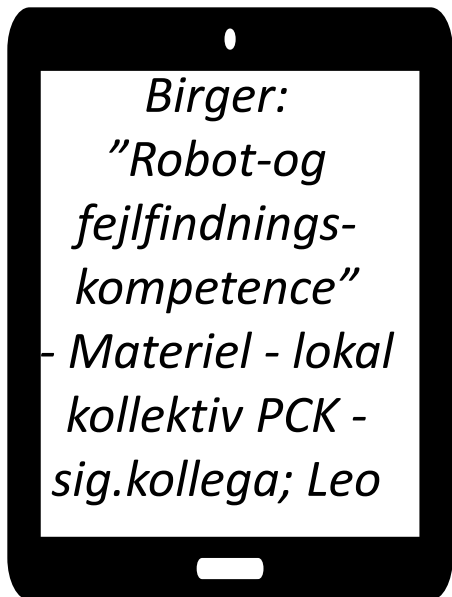 Birger:
”Robot-og
fejlfindnings-
kompetence”
- Materiel - lokal
kollektiv PCK -
sig.kollega; Leo